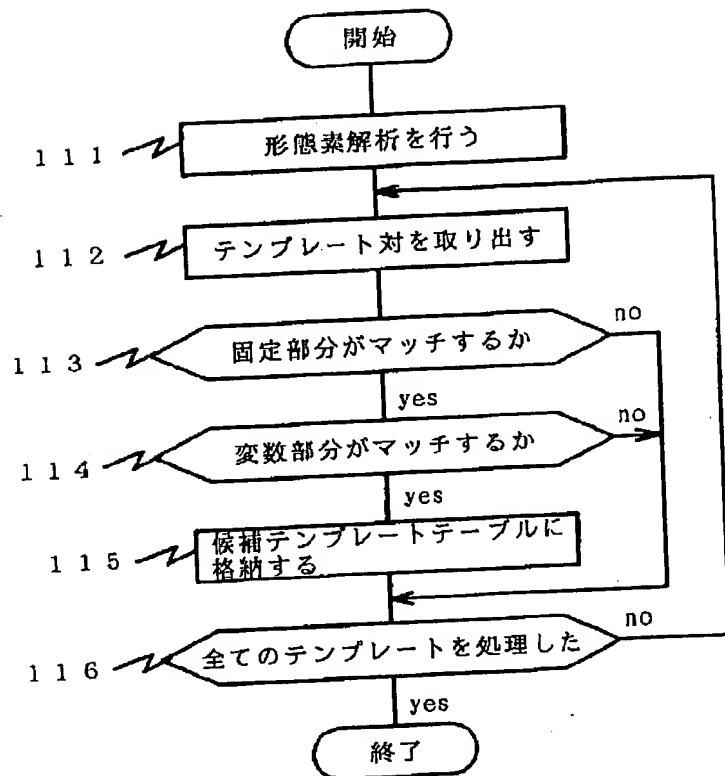 開始
111
形態素解析を行う
112
テンプレート対を取り出す
113
固定部分がマッチするか
no
yes
114
変数部分がマッチするか
no
yes
115
候補テンプレートテーブルに
格納する
116
全てのテンプレートを処理した
no
yes
終了